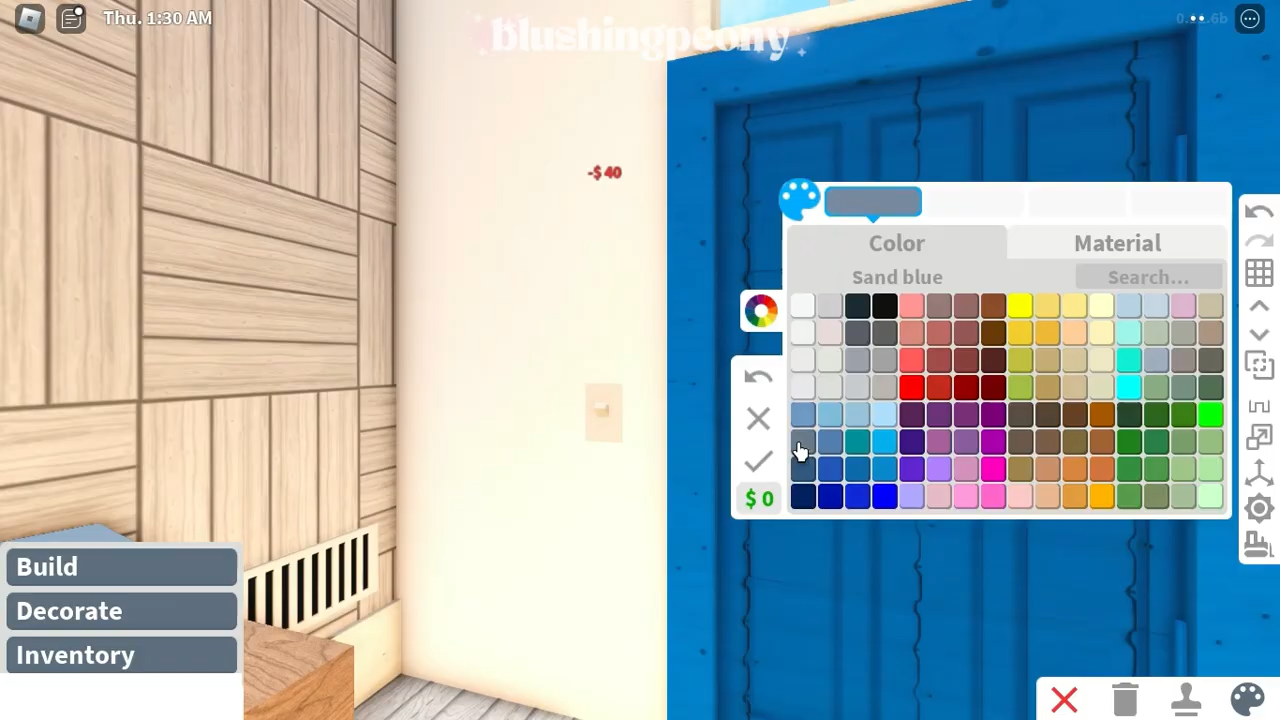 Thu. 1:30 AM
blushingpeony
-$ 40
Color
Material
Sand blue
Search...
$ 0
Build
Decorate
Inventory